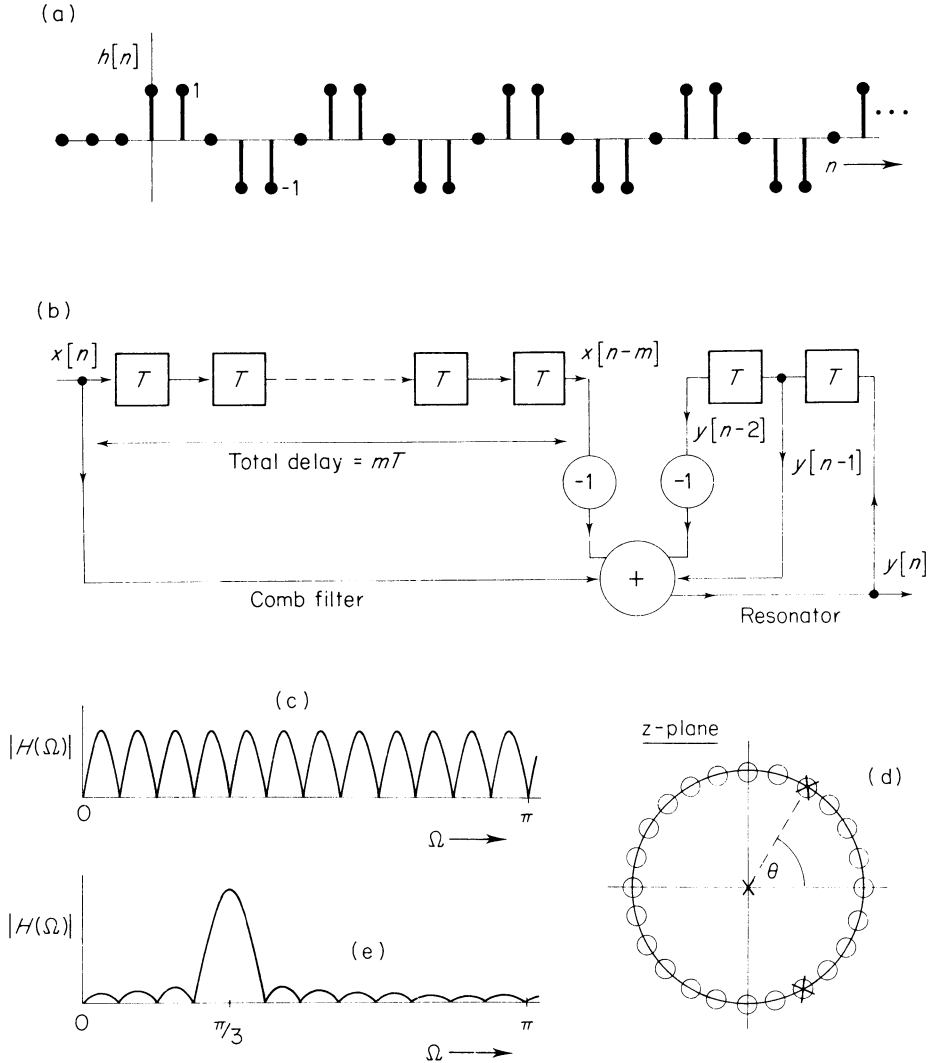 (a)
h[n]
1
-1
n
(b)
x[n]
x[n-m]
T
T
T
T
T
T
y[n-2]
y[n-1]
Total delay = mT
-1
-1
y[n]
+
Comb filter
Resonator
(c)
|H(Ω)|
0
π
Ω
z-plane
(d)
θ
|H(Ω)|
(e)
0
π/3
π
Ω